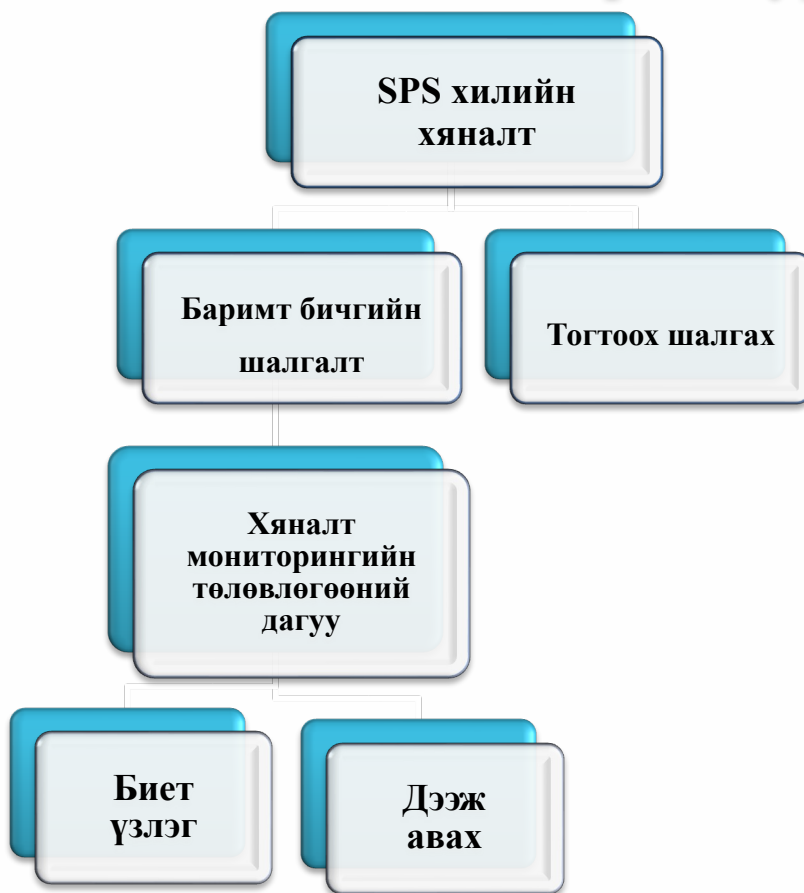 SPS хилийн
хяналт
Баримт бичгийн
шалгалт
Тогтоох шалгах
Хяналт
мониторингийн
төлөвлөгөөний
дагуу
Биет
үзлэг
Дээж
авах